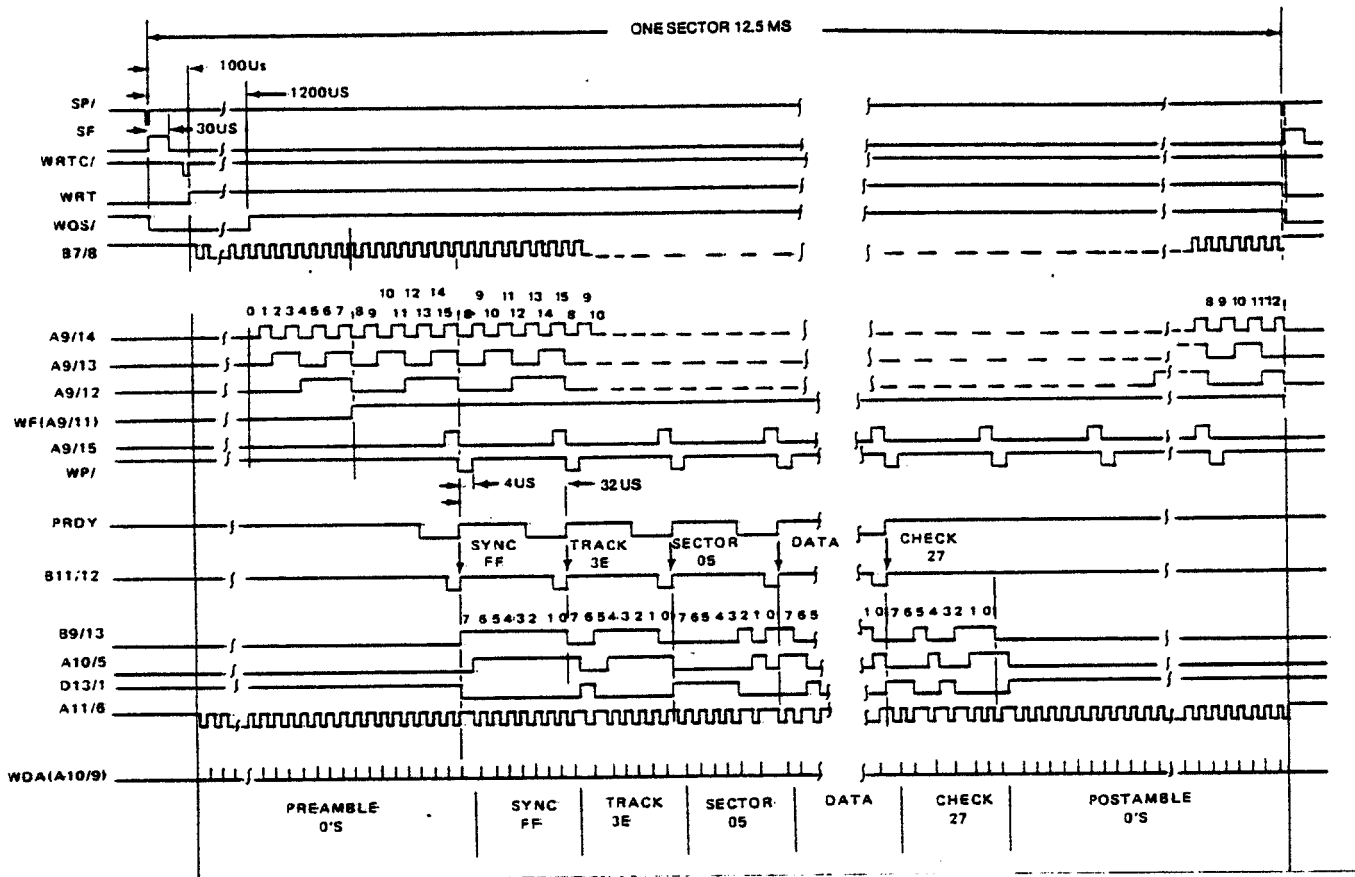 ONE SECTOR 12.5 MS
100Us
1200US
SP/
SF
30US
WRTC/
WRT
WOS/
B7/8
10 12 14 9 11 13 15 9
0 1 2 3 4 5 6 7 8 9 11 13 15 8 10 12 14 8 10
8 9 10 11 12
A9/14
A9/13
A9/12
WF(A9/11)
A9/15
WP/
4US
32US
PRDY
SYNC TRACK SECTOR DATA CHECK
FF 3E 05 27
B11/12
7 6 5 4 3 2 1 0 7 6 5 4 3 2 1 0 7 6 5 4 3 2 1 0 7 6 5 1 0 7 6 5 4 3 2 1 0
B9/13
A10/5
D13/1
A11/6
WDA(A10/9)
PREAMBLE SYNC TRACK SECTOR DATA CHECK POSTAMBLE
0'S FF 3E 05 27 0'S